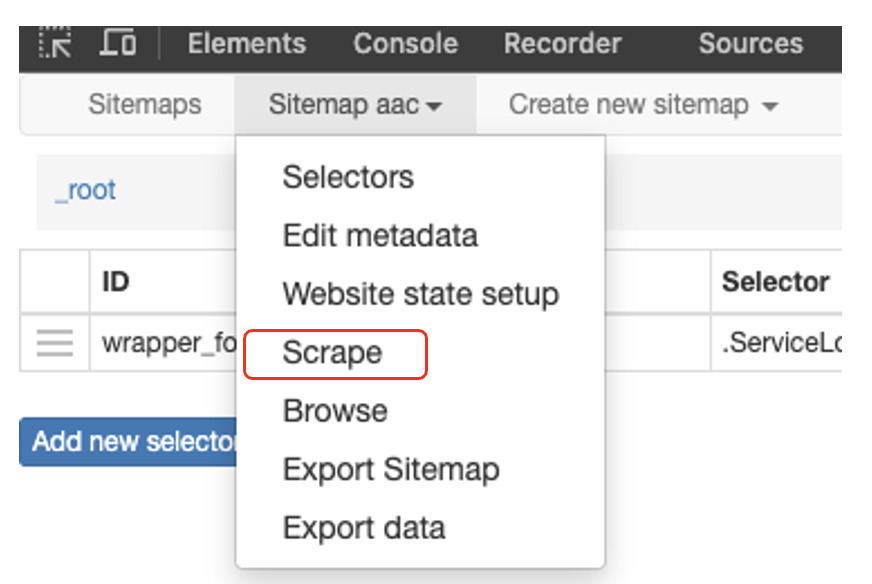 Elements Console Recorder Sources
Sitemaps Sitemap aac Create new sitemap
_root
Selectors
Edit metadata
Website state setup
Scrape
Browse
Export Sitemap
Export data
ID Selector
wrapper_fo .ServiceLo
Add new selector